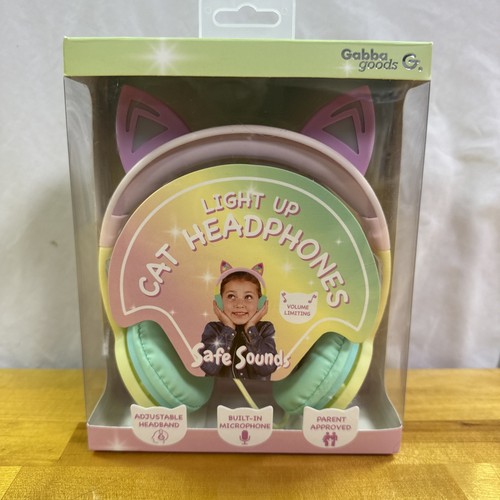 Gabba
goods G.
LIGHT UP
CAT HEADPHONES
VOLUME
LIMITING
Safe Sounds
ADJUSTABLE
HEADBAND
BUILT-IN
MICROPHONE
PARENT
APPROVED